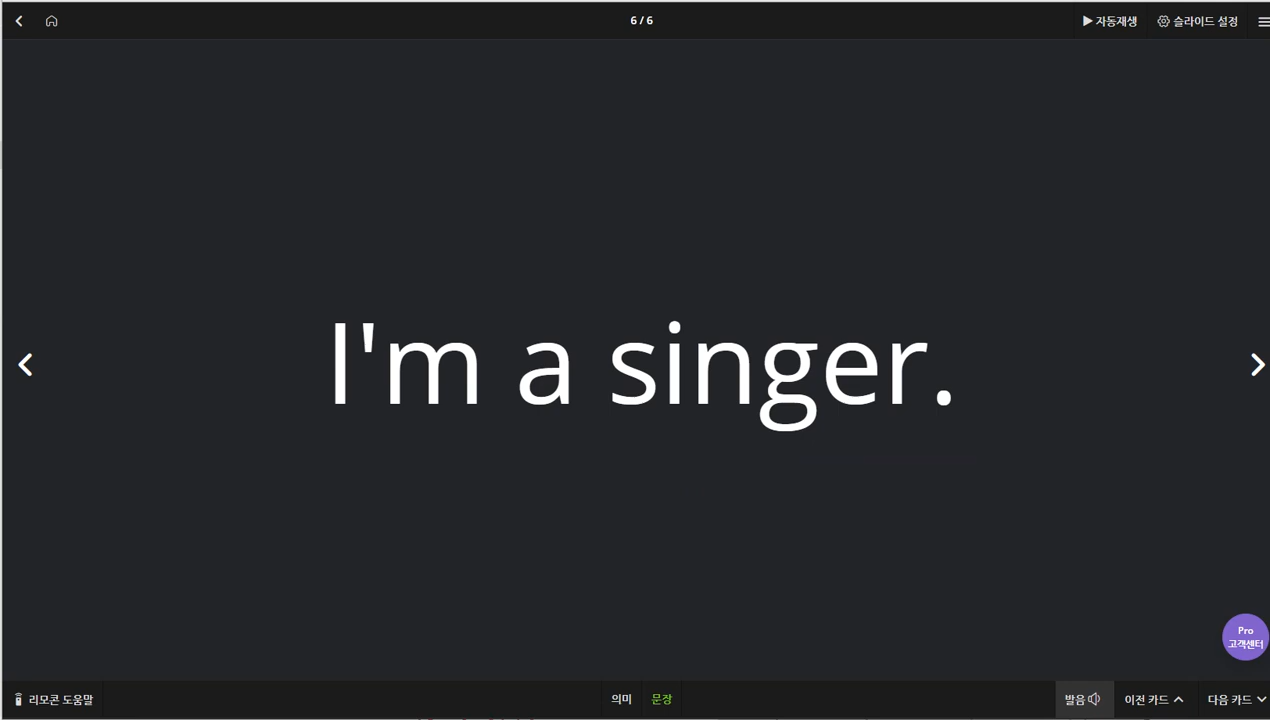 6 / 6
자동재생
슬라이드 설정
I'm a singer.
Pro
고객센터
리모콘 도움말
의미
문장
발음
이전 카드
다음 카드